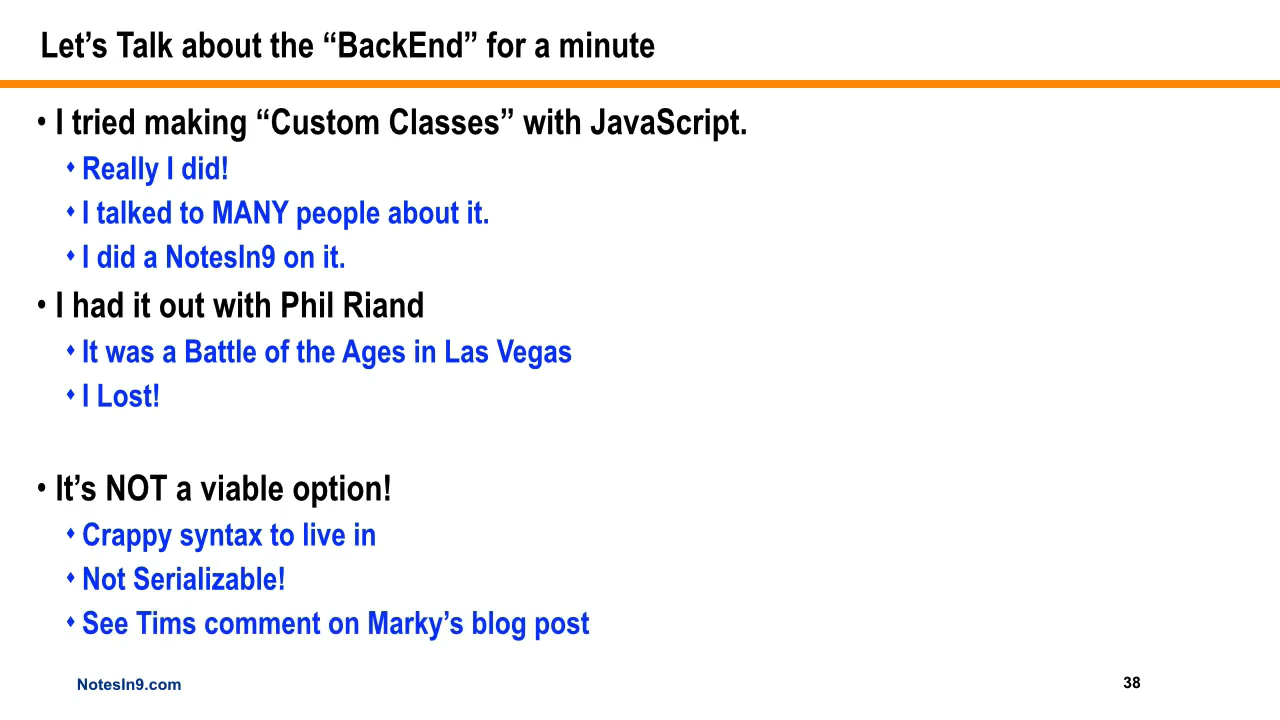 Let’s Talk about the “BackEnd” for a minute
• I tried making “Custom Classes” with JavaScript.
♦ Really I did!
♦ I talked to MANY people about it.
♦ I did a NotesIn9 on it.
• I had it out with Phil Riand
♦ It was a Battle of the Ages in Las Vegas
♦ I Lost!
• It’s NOT a viable option!
♦ Crappy syntax to live in
♦ Not Serializable!
♦ See Tims comment on Marky’s blog post
NotesIn9.com
38